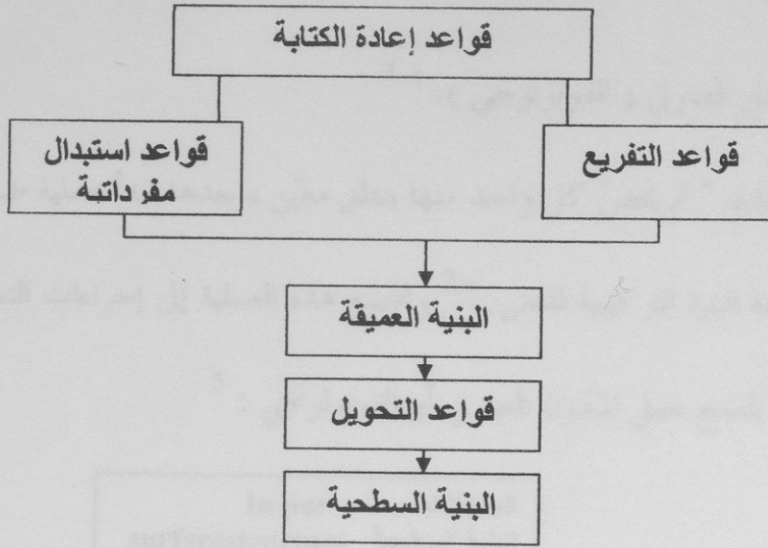 قواعد إعادة الكتابة
قواعد التفريع
قواعد استبدال
مفرداتية
البنية العميقة
قواعد التحويل
البنية السطحية